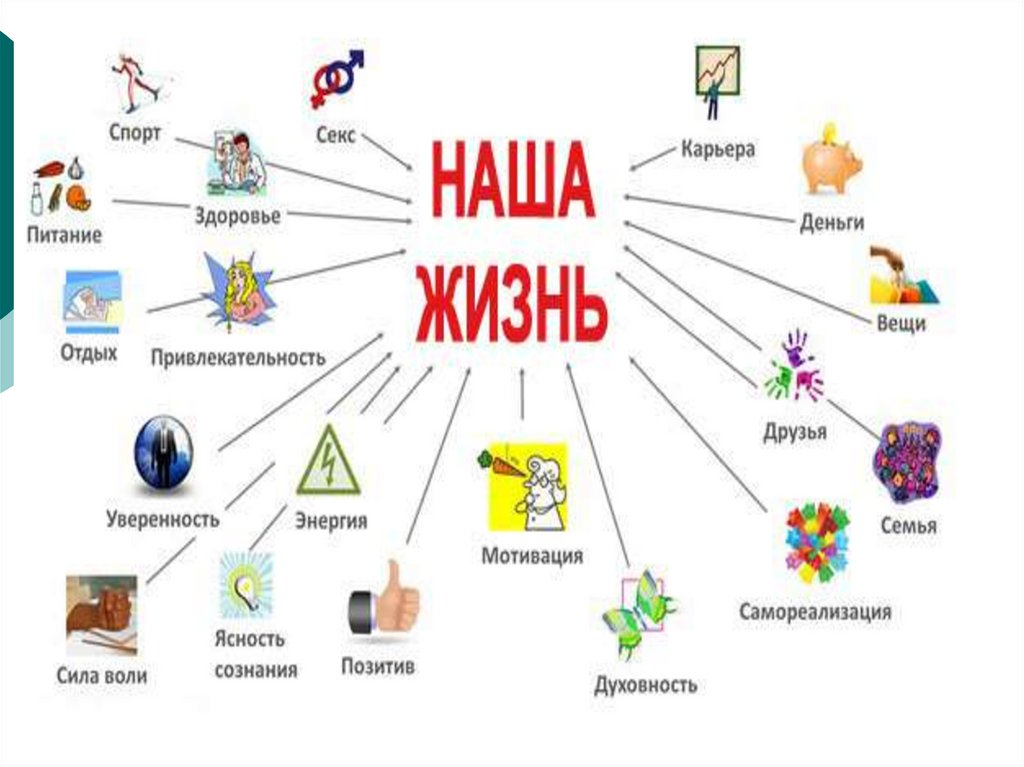 Спорт
Секс
Карьера
НАША
Деньги
Здоровье
Питание
ЖИЗНЬ
Вещи
Отдых
Привлекательность
Друзья
Уверенность
Энергия
Семья
Мотивация
Самореализация
Ясность
сознания
Позитив
Сила воли
Духовность